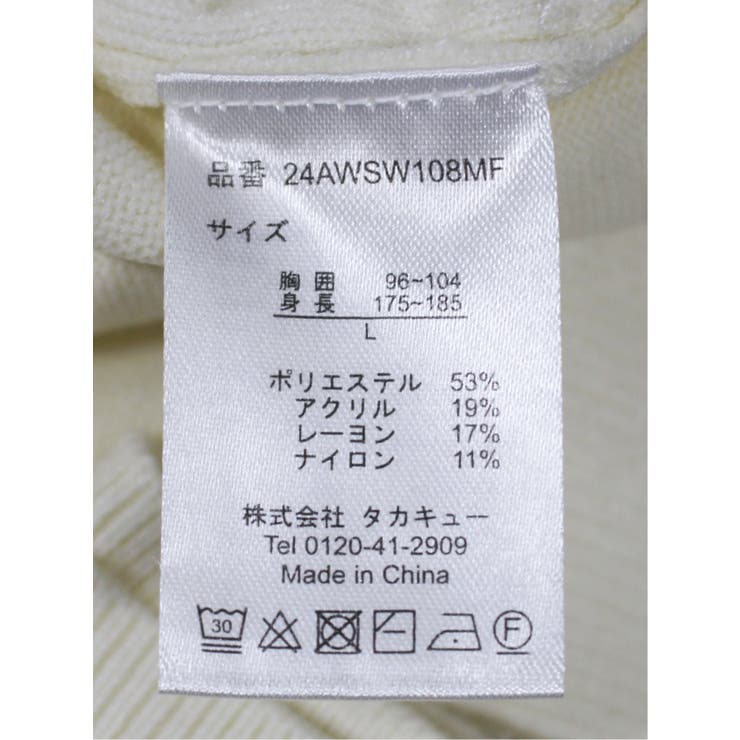 品番 24AWSW108MF
サイズ
胸囲 96~104
身長 175~185
L
ポリエステル 53%
アクリル 19%
レーヨン 17%
ナイロン 11%
株式会社 タカキュー
Tel 0120-41-2909
Made in China
30 F